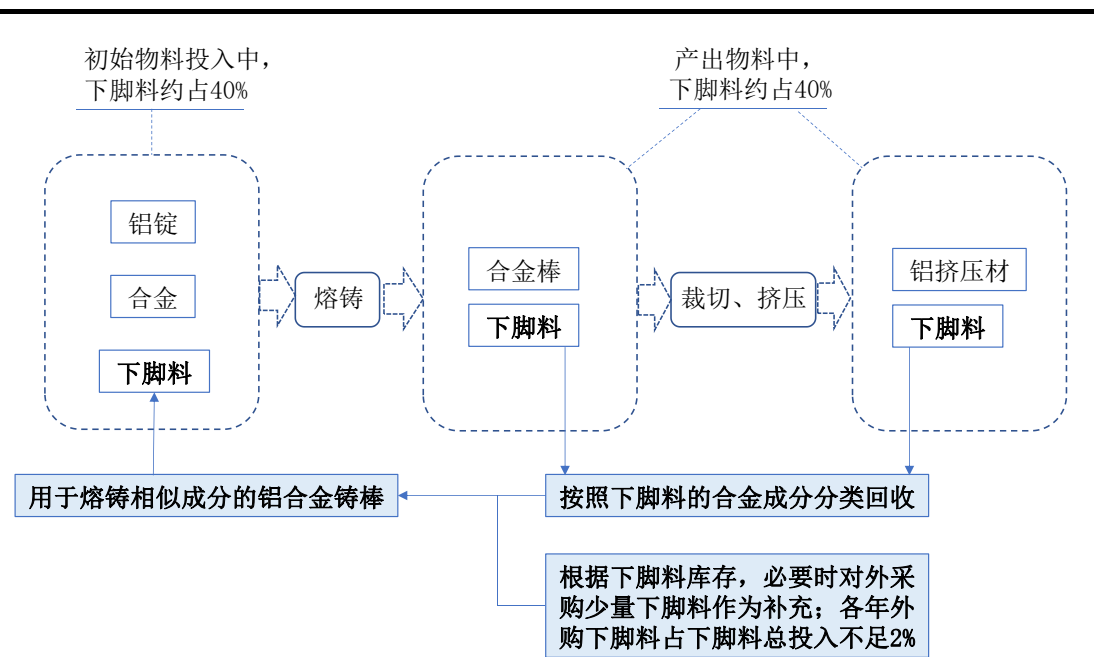 初始物料投入中，
下脚料约占40%
产出物料中，
下脚料约占40%
铝锭
合金
下脚料
熔铸
合金棒
下脚料
裁切、挤压
铝挤压材
下脚料
用于熔铸相似成分的铝合金铸棒
按照下脚料的合金成分分类回收
根据下脚料库存，必要时对外采
购少量下脚料作为补充；各年外
购下脚料占下脚料总投入不足2%